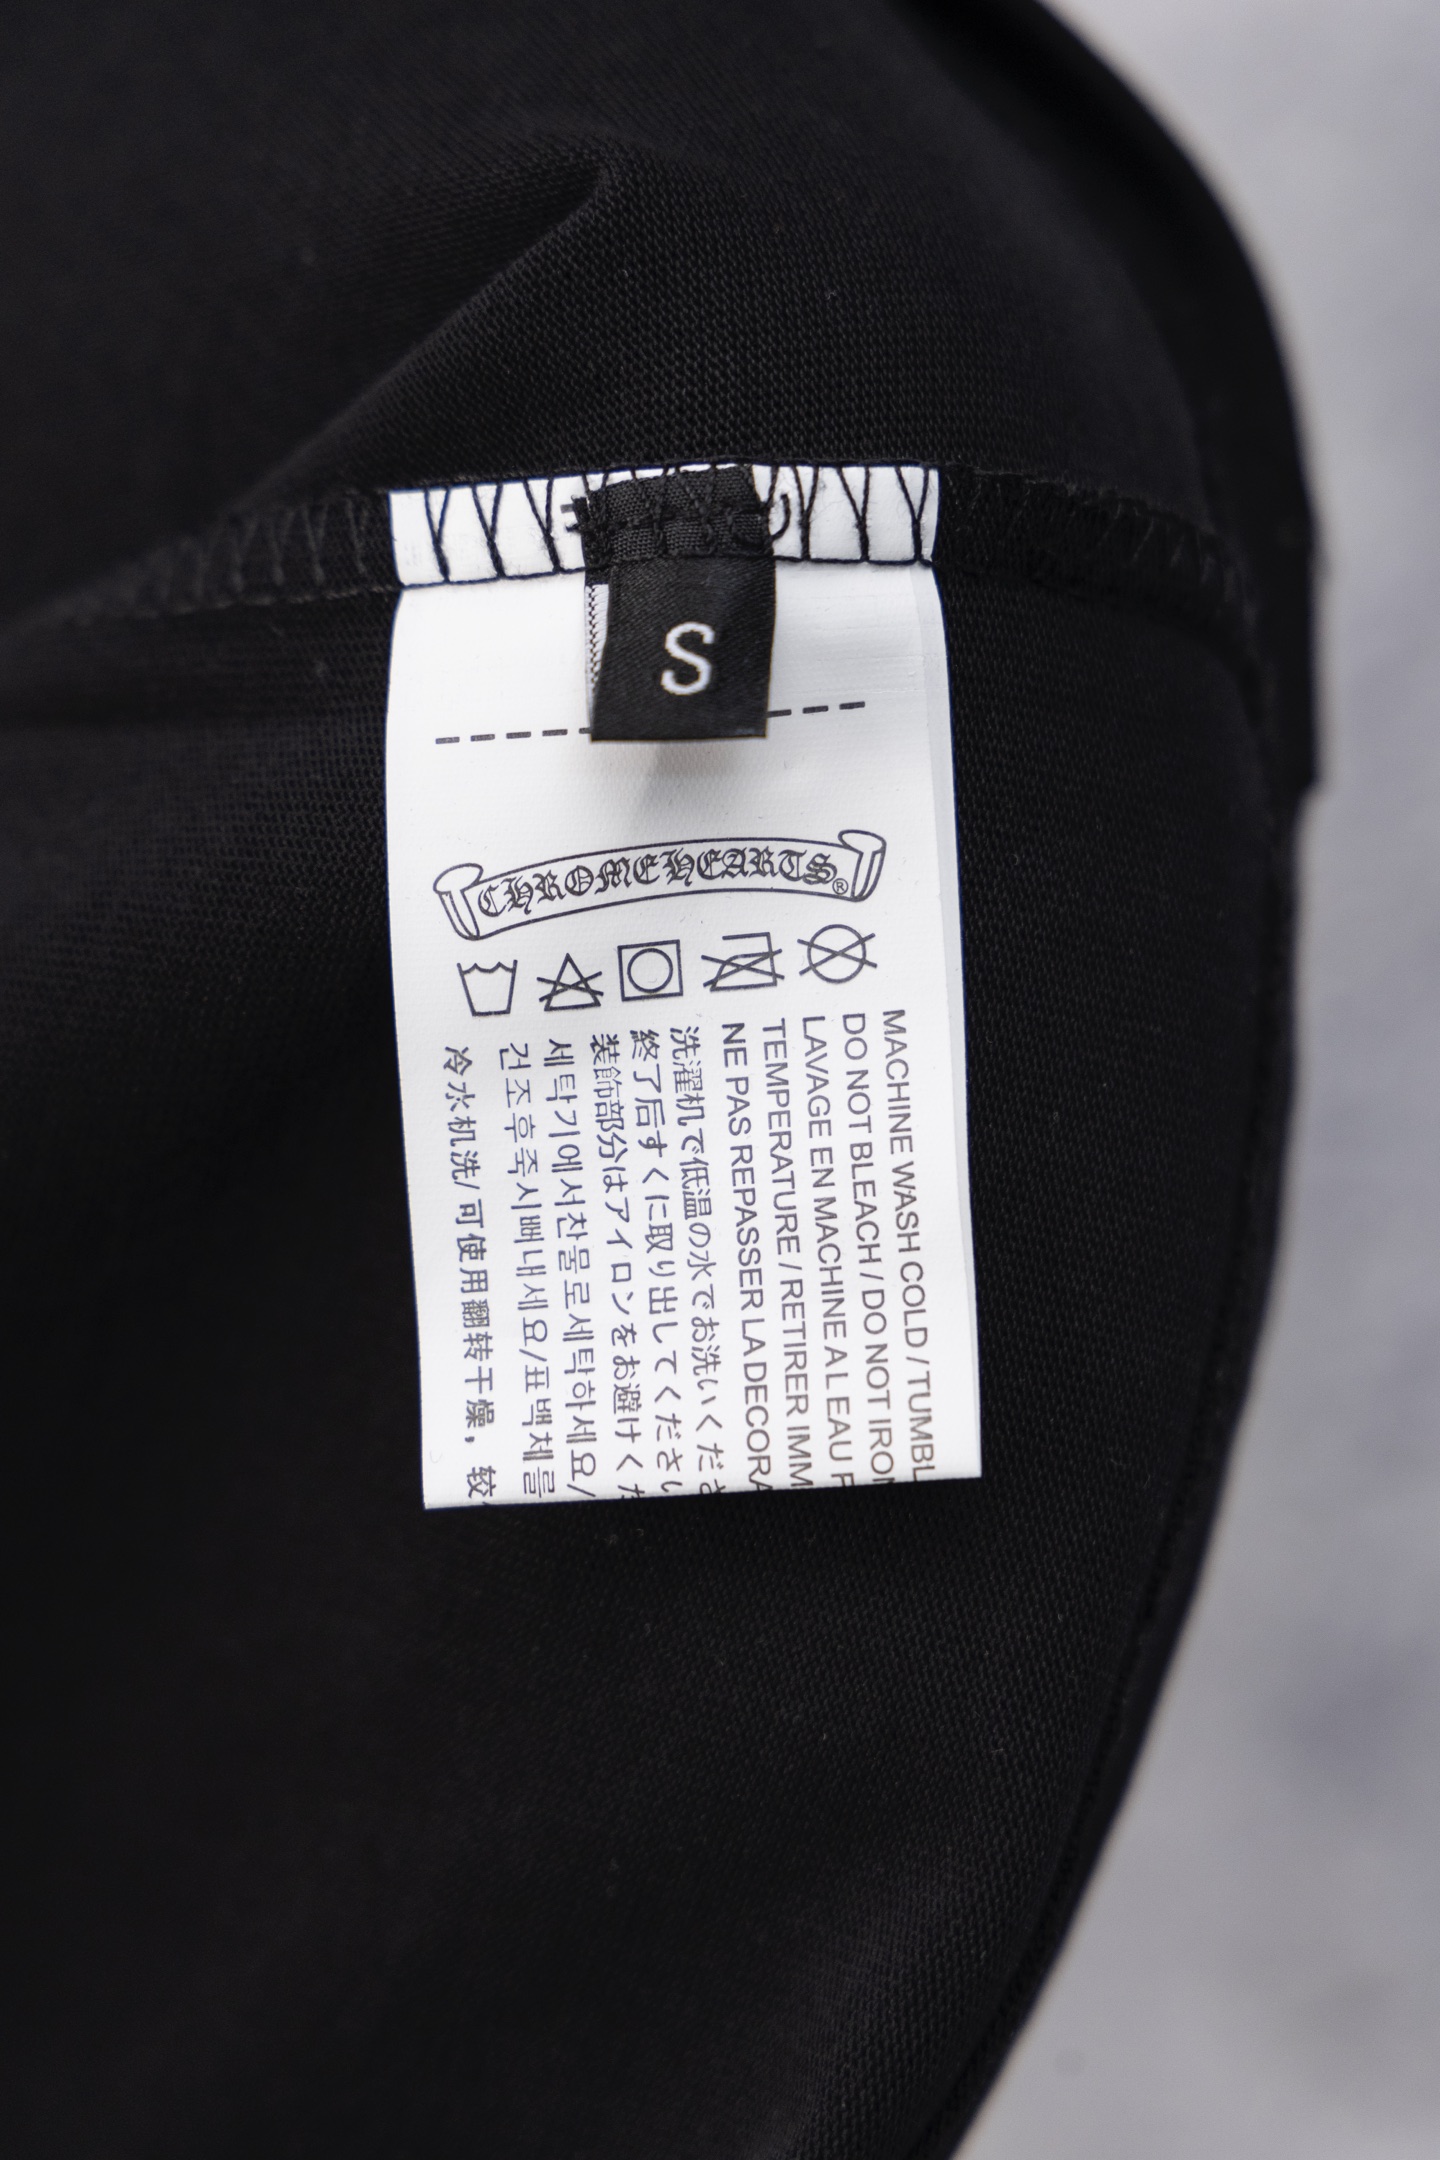 S
CHROME HEARTS®
MACHINE WASH COLD / TUMBL
DO NOT BLEACH / DO NOT IRON
LAVAGE EN MACHINE A L EAU F
TEMPERATURE / RETIRER IMM
NE PAS REPASSER LA DECORA
洗濯机で低温の水でお洗いくださ
終了后すくに取り出してくださ
装飾部分はアイロンをお避けくだ
세탁기에서찬물로세탁하세요/
건조후즉시빼내세요/표백제를
冷水机洗/可使用翻转干燥，较